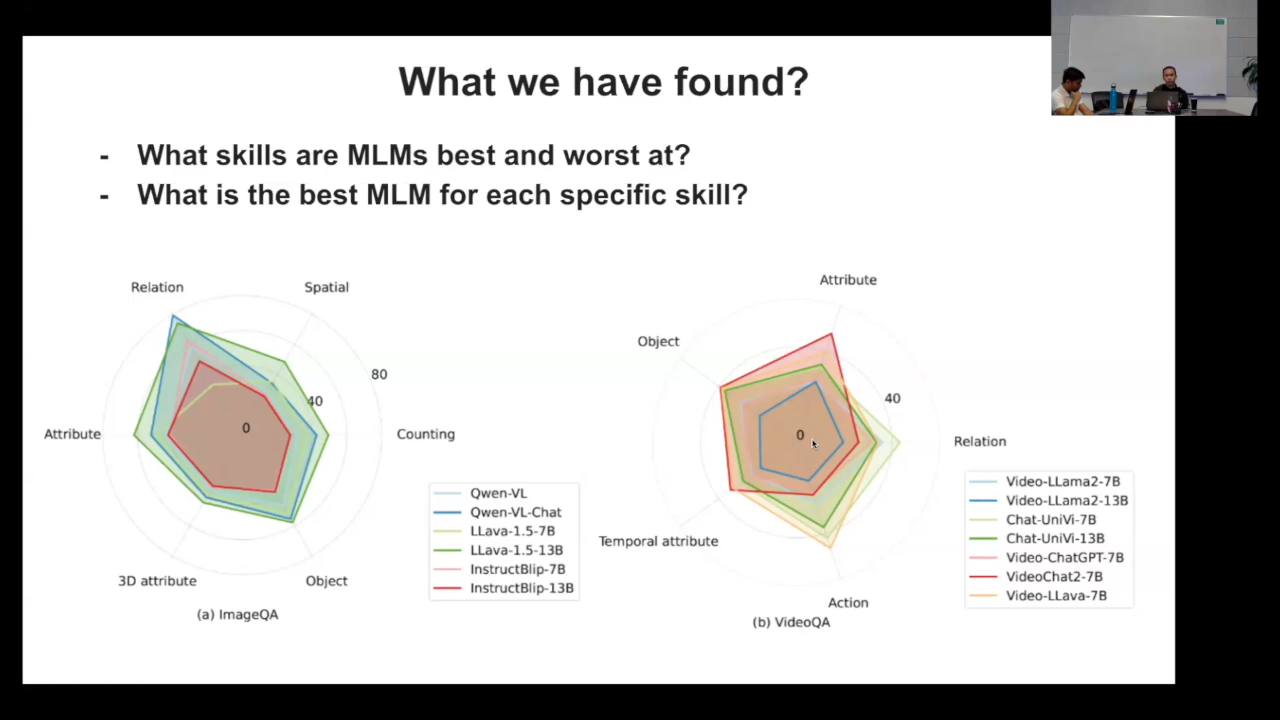 What we have found?
- What skills are MLMs best and worst at?
- What is the best MLM for each specific skill?
Relation
Spatial
80
40
0
Attribute
Counting
3D attribute
Object
Qwen-VL
Qwen-VL-Chat
LLava-1.5-7B
LLava-1.5-13B
InstructBlip-7B
InstructBlip-13B
(a) ImageQA
Attribute
Object
40
0
Relation
Temporal attribute
Action
Video-LLama2-7B
Video-LLama2-13B
Chat-UniVi-7B
Chat-UniVi-13B
Video-ChatGPT-7B
VideoChat2-7B
Video-LLava-7B
(b) VideoQA